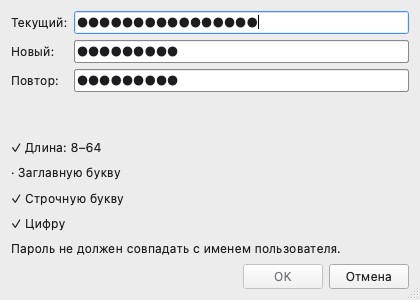 Текущий: ●●●●●●●●●●●●●●●●
Новый: ●●●●●●●●●
Повтор: ●●●●●●●●●
✓ Длина: 8–64
· Заглавную букву
✓ Строчную букву
✓ Цифру
Пароль не должен совпадать с именем пользователя.
OK Отмена